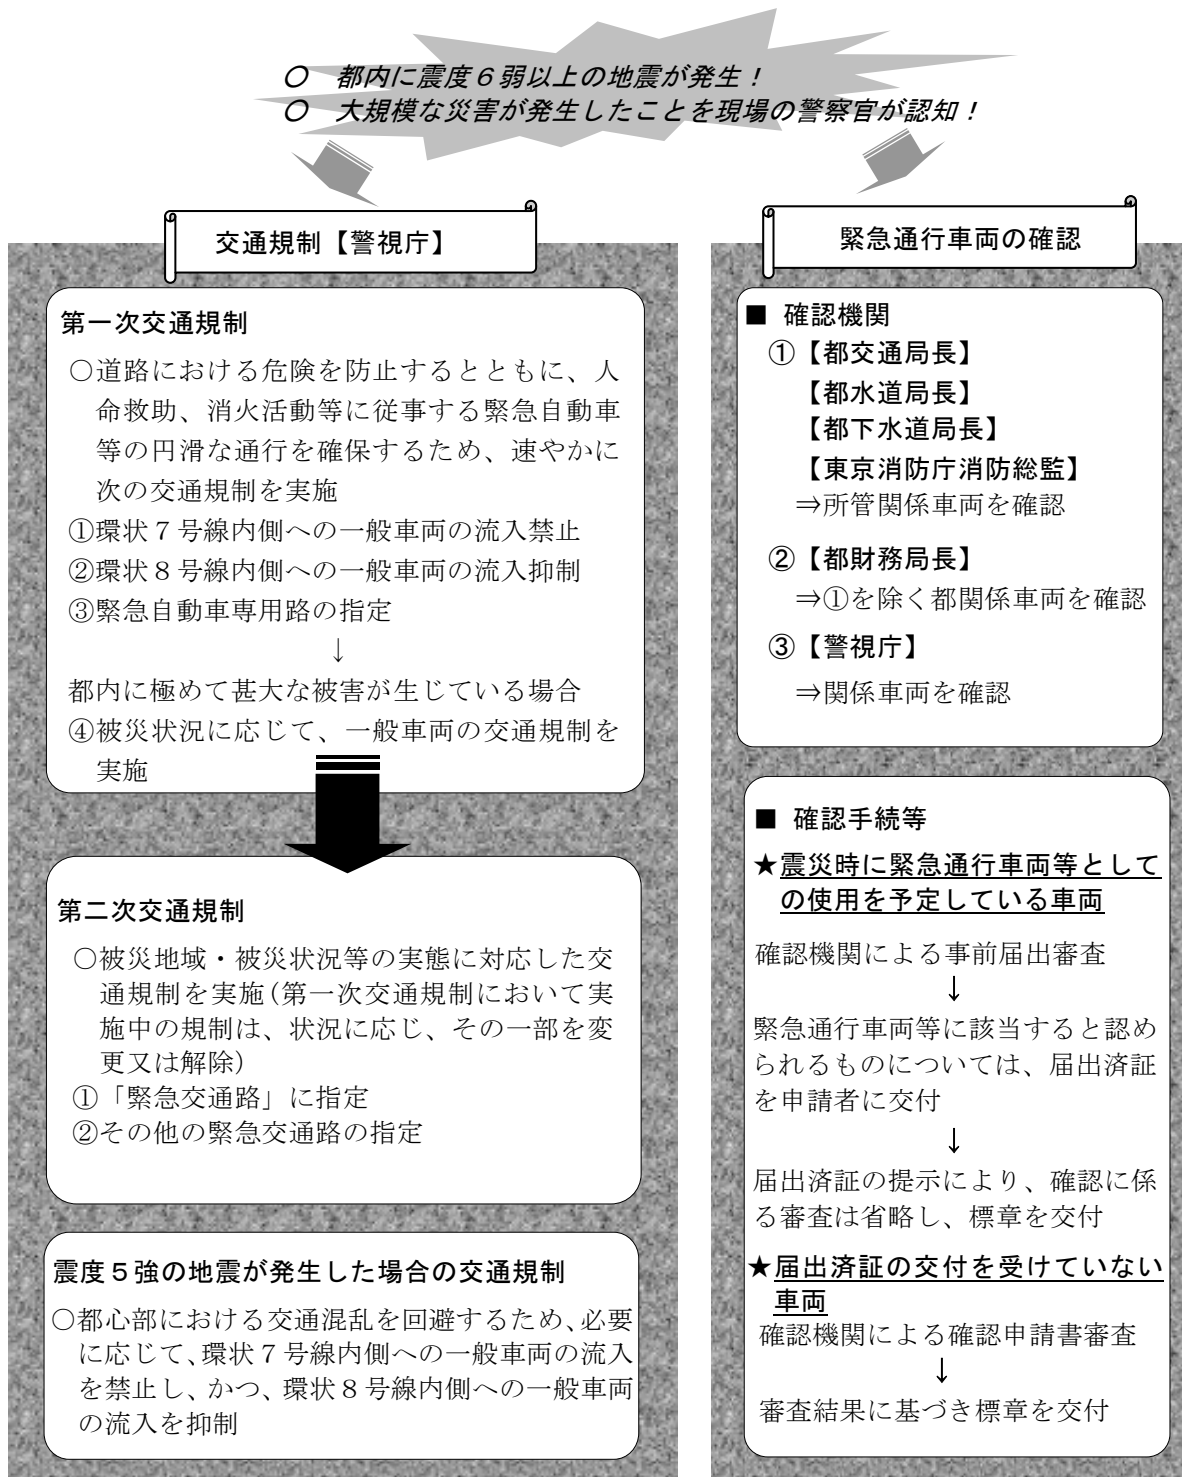 〇　都内に震度６弱以上の地震が発生！
〇　大規模な災害が発生したことを現場の警察官が認知！
交通規制【警視庁】
第一次交通規制
○道路における危険を防止するとともに、人
命救助、消火活動等に従事する緊急自動車
等の円滑な通行を確保するため、速やかに
次の交通規制を実施
①環状７号線内側への一般車両の流入禁止
②環状８号線内側への一般車両の流入抑制
③緊急自動車専用路の指定
↓
都内に極めて甚大な被害が生じている場合
④被災状況に応じて、一般車両の交通規制を
実施
第二次交通規制
○被災地域・被災状況等の実態に対応した交
通規制を実施(第一次交通規制において実
施中の規制は、状況に応じ、その一部を変
更又は解除)
①「緊急交通路」に指定
②その他の緊急交通路の指定
震度５強の地震が発生した場合の交通規制
○都心部における交通混乱を回避するため、必要
に応じて、環状７号線内側への一般車両の流入
を禁止し、かつ、環状８号線内側への一般車両
の流入を抑制
緊急通行車両の確認
■ 確認機関
①【都交通局長】
【都水道局長】
【都下水道局長】
【東京消防庁消防総監】
⇒所管関係車両を確認
②【都財務局長】
⇒①を除く都関係車両を確認
③【警視庁】
⇒関係車両を確認
■ 確認手続等
★震災時に緊急通行車両等として
の使用を予定している車両
確認機関による事前届出審査
↓
緊急通行車両等に該当すると認め
られるものについては、届出済証
を申請者に交付
↓
届出済証の提示により、確認に係
る審査は省略し、標章を交付
★届出済証の交付を受けていない
車両
確認機関による確認申請書審査
↓
審査結果に基づき標章を交付